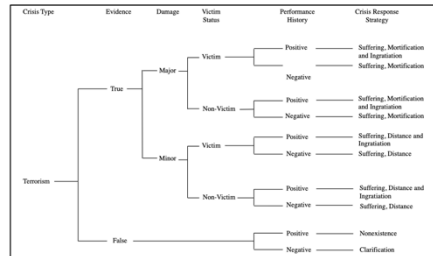 Crisis Type Evidence Damage Victim Performance Crisis Response
Status History Strategy
Positive Suffering, Mortification
and Ingratiation
Victim
Suffering, Mortification
Major Negative
Positive Suffering, Mortification
and Ingratiation
True Non-Victim
Negative Suffering, Mortification
Victim Positive Suffering, Distance and
Ingratiation
Minor Negative Suffering, Distance
Terrorism
Positive Suffering, Distance and
Ingratiation
Non-Victim
Negative Suffering, Distance
Positive Nonexistence
False
Negative Clarification